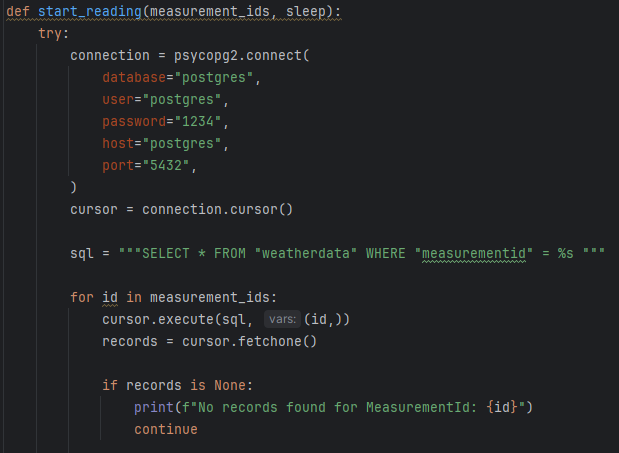 def start_reading(measurement_ids, sleep):
    try:
        connection = psycopg2.connect(
            database="postgres",
            user="postgres",
            password="1234",
            host="postgres",
            port="5432",
        )
        cursor = connection.cursor()

        sql = """SELECT * FROM "weatherdata" WHERE "measurementid" = %s """

        for id in measurement_ids:
            cursor.execute(sql, vars: (id,))
            records = cursor.fetchone()

            if records is None:
                print(f"No records found for MeasurementId: {id}")
                continue